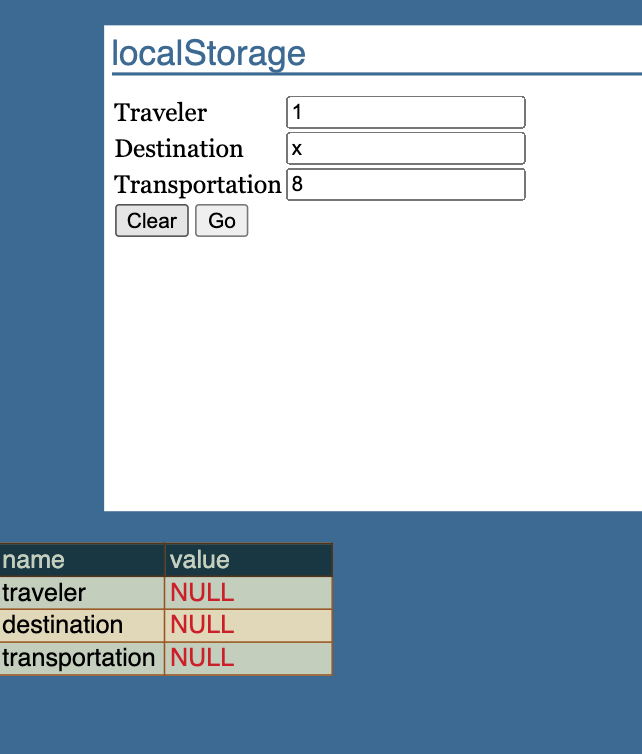 localStorage
Traveler 1
Destination x
Transportation 8
Clear Go
name value
traveler NULL
destination NULL
transportation NULL